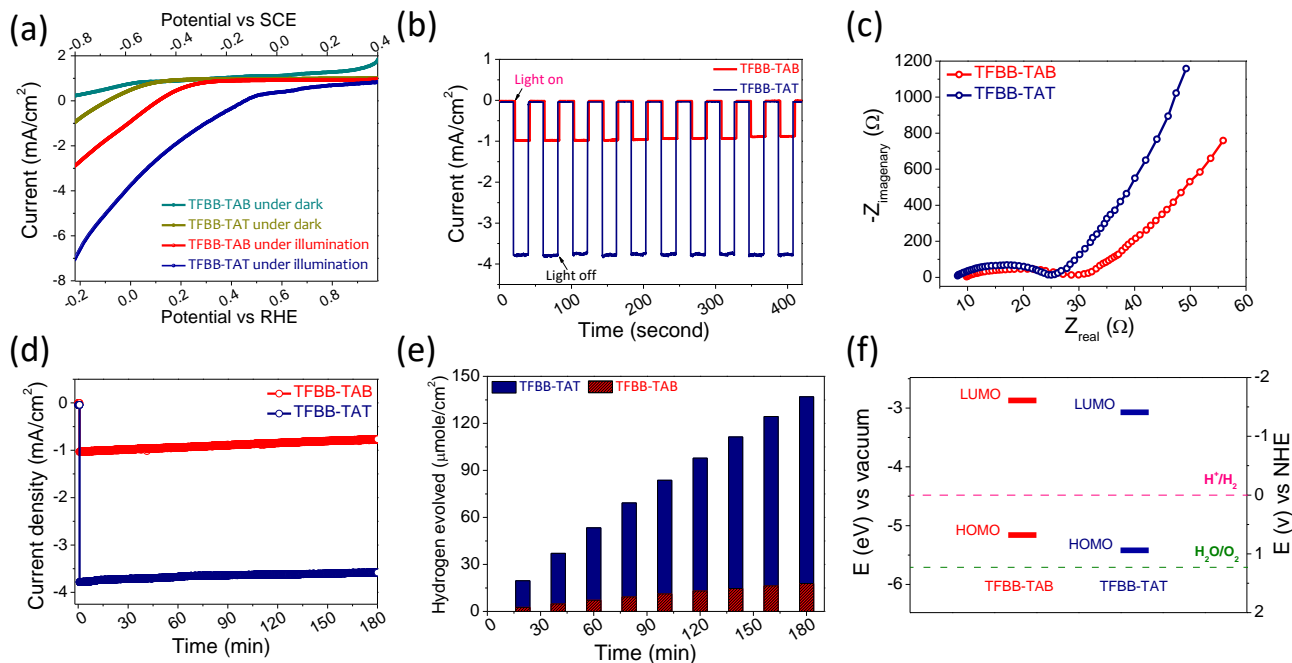 (a)
Potential vs SCE
-0.8 -0.6 -0.4 -0.2 0.0 0.2 0.4
Current (mA/cm²)
2
0
-2
-4
-6
-8
TFBB-TAB under dark
TFBB-TAT under dark
TFBB-TAB under illumination
TFBB-TAT under illumination
-0.2 0.0 0.2 0.4 0.6 0.8
Potential vs RHE
(b)
Current (mA/cm²)
1
0
-1
-2
-3
-4
Light on
TFBB-TAB
TFBB-TAT
Light off
0 100 200 300 400
Time (second)
(c)
-Z imagenary (Ω)
-1200
-1000
800
600
400
200
0
TFBB-TAB
TFBB-TAT
10 20 30 40 50 60
Z real (Ω)
(d)
Current density (mA/cm²)
0
-1
-2
-3
-4
TFBB-TAB
TFBB-TAT
0 30 60 90 120 150 180
Time (min)
(e)
Hydrogen evolved (µmole/cm²)
150
120
90
60
30
0
TFBB-TAT TFBB-TAB
0 30 60 90 120 150 180
Time (min)
(f)
E (eV) vs vacuum
-3
-4
-5
-6
LUMO
LUMO
H⁺/H₂
HOMO
HOMO
H₂O/O₂
TFBB-TAB TFBB-TAT
-2
-1
0
1
2
E (v) vs NHE